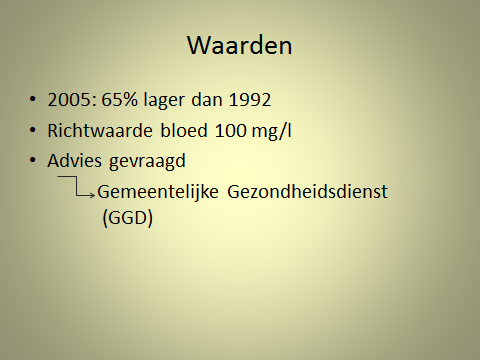 Waarden
• 2005: 65% lager dan 1992
• Richtwaarde bloed 100 mg/l
• Advies gevraagd
Gemeentelijke Gezondheidsdienst
(GGD)